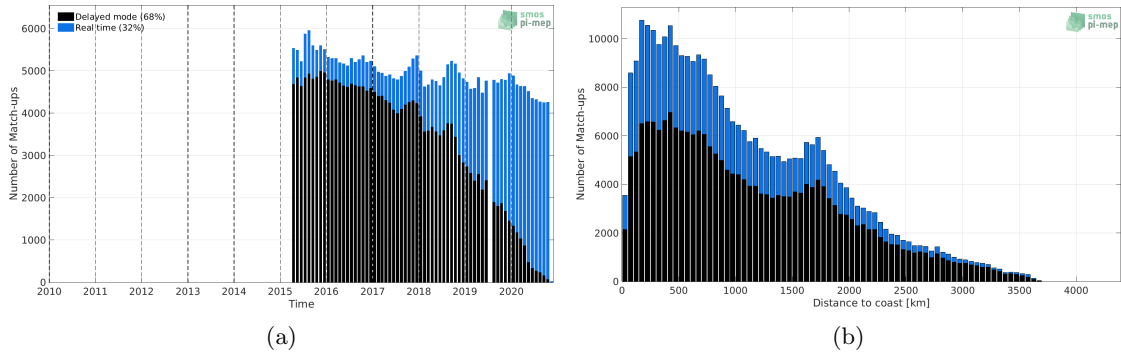 Delayed mode (68%)
Real time (32%)
smos
pi-mep
Number of Match-ups
6000
5000
4000
3000
2000
1000
0
2010 2011 2012 2013 2014 2015 2016 2017 2018 2019 2020
Time
(a)
smos
pi-mep
Number of Match-ups
10000
8000
6000
4000
2000
0
0 500 1000 1500 2000 2500 3000 3500 4000
Distance to coast [km]
(b)